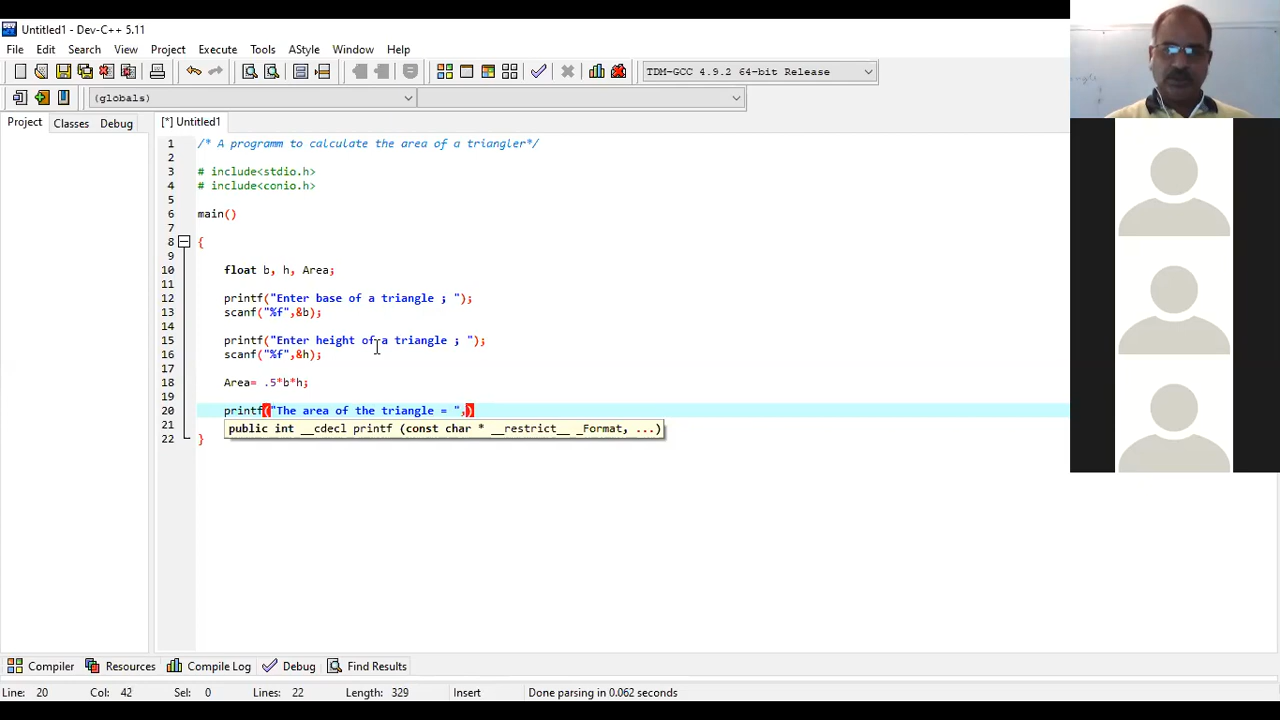 Untitled1 - Dev-C++ 5.11
File Edit Search View Project Execute Tools AStyle Window Help
TDM-GCC 4.9.2 64-bit Release
(globals)
Project Classes Debug
[*] Untitled1
1 /* A programm to calculate the area of a triangler*/
2
3 # include<stdio.h>
4 # include<conio.h>
5
6 main()
7
8 {
9
10 float b, h, Area;
11
12 printf("Enter base of a triangle ; ");
13 scanf("%f",&b);
14
15 printf("Enter height of a triangle ; ");
16 scanf("%f",&h);
17
18 Area= .5*b*h;
19
20 printf("The area of the triangle = ",)
21 public int __cdecl printf (const char * __restrict__ _Format, ...)
22 }
Compiler Resources Compile Log Debug Find Results
Line: 20 Col: 42 Sel: 0 Lines: 22 Length: 329 Insert Done parsing in 0.062 seconds